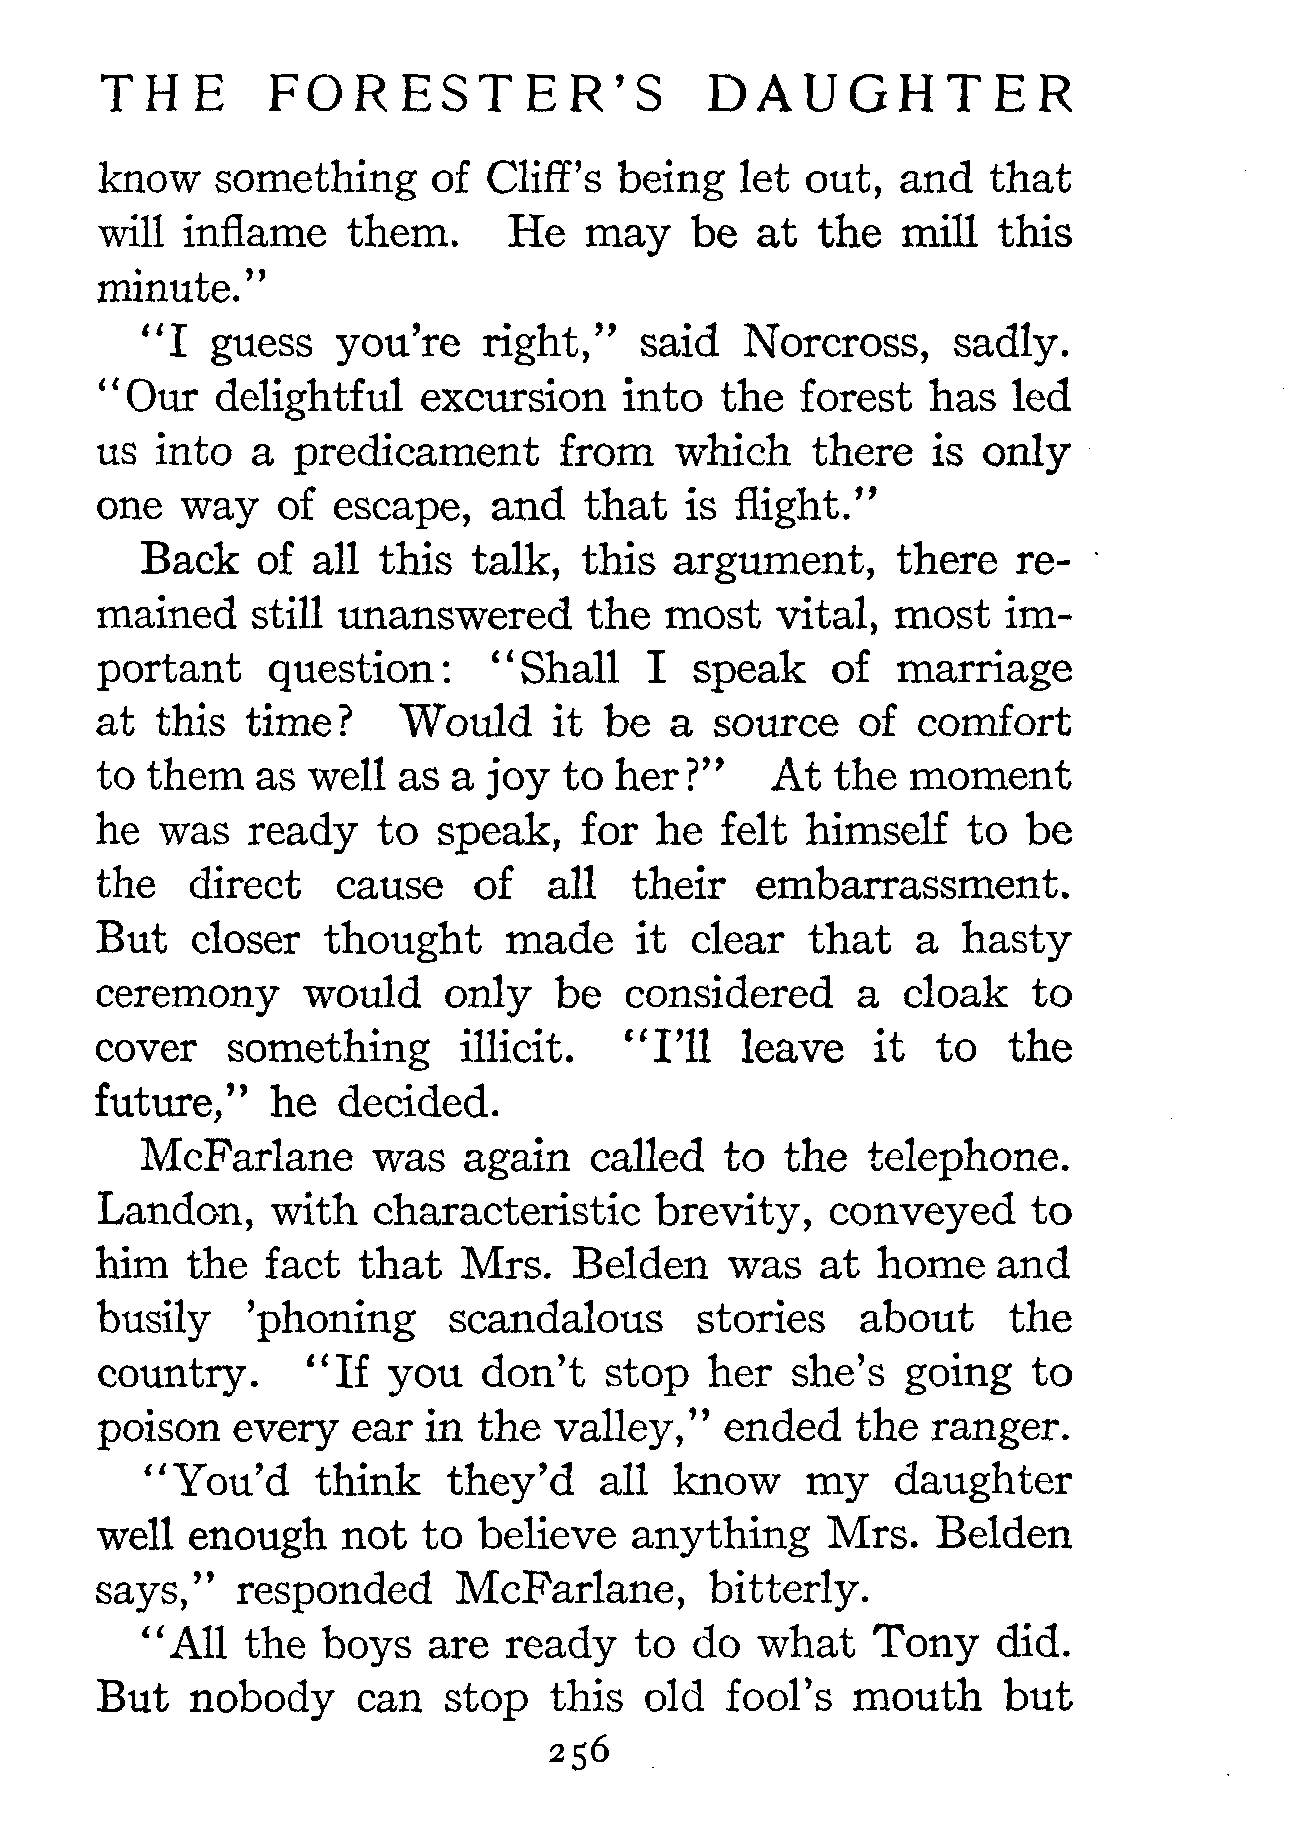 THE FORESTER'S DAUGHTER
know something of Cliff's being let out, and that
will inflame them. He may be at the mill this
minute."
"I guess you're right," said Norcross, sadly.
"Our delightful excursion into the forest has led
us into a predicament from which there is only
one way of escape, and that is flight."
Back of all this talk, this argument, there re-
mained still unanswered the most vital, most im-
portant question: "Shall I speak of marriage
at this time? Would it be a source of comfort
to them as well as a joy to her?" At the moment
he was ready to speak, for he felt himself to be
the direct cause of all their embarrassment.
But closer thought made it clear that a hasty
ceremony would only be considered a cloak to
cover something illicit. "I'll leave it to the
future," he decided.
McFarlane was again called to the telephone.
Landon, with characteristic brevity, conveyed to
him the fact that Mrs. Belden was at home and
busily 'phoning scandalous stories about the
country. "If you don't stop her she's going to
poison every ear in the valley," ended the ranger.
"You'd think they'd all know my daughter
well enough not to believe anything Mrs. Belden
says," responded McFarlane, bitterly.
"All the boys are ready to do what Tony did.
But nobody can stop this old fool's mouth but
256